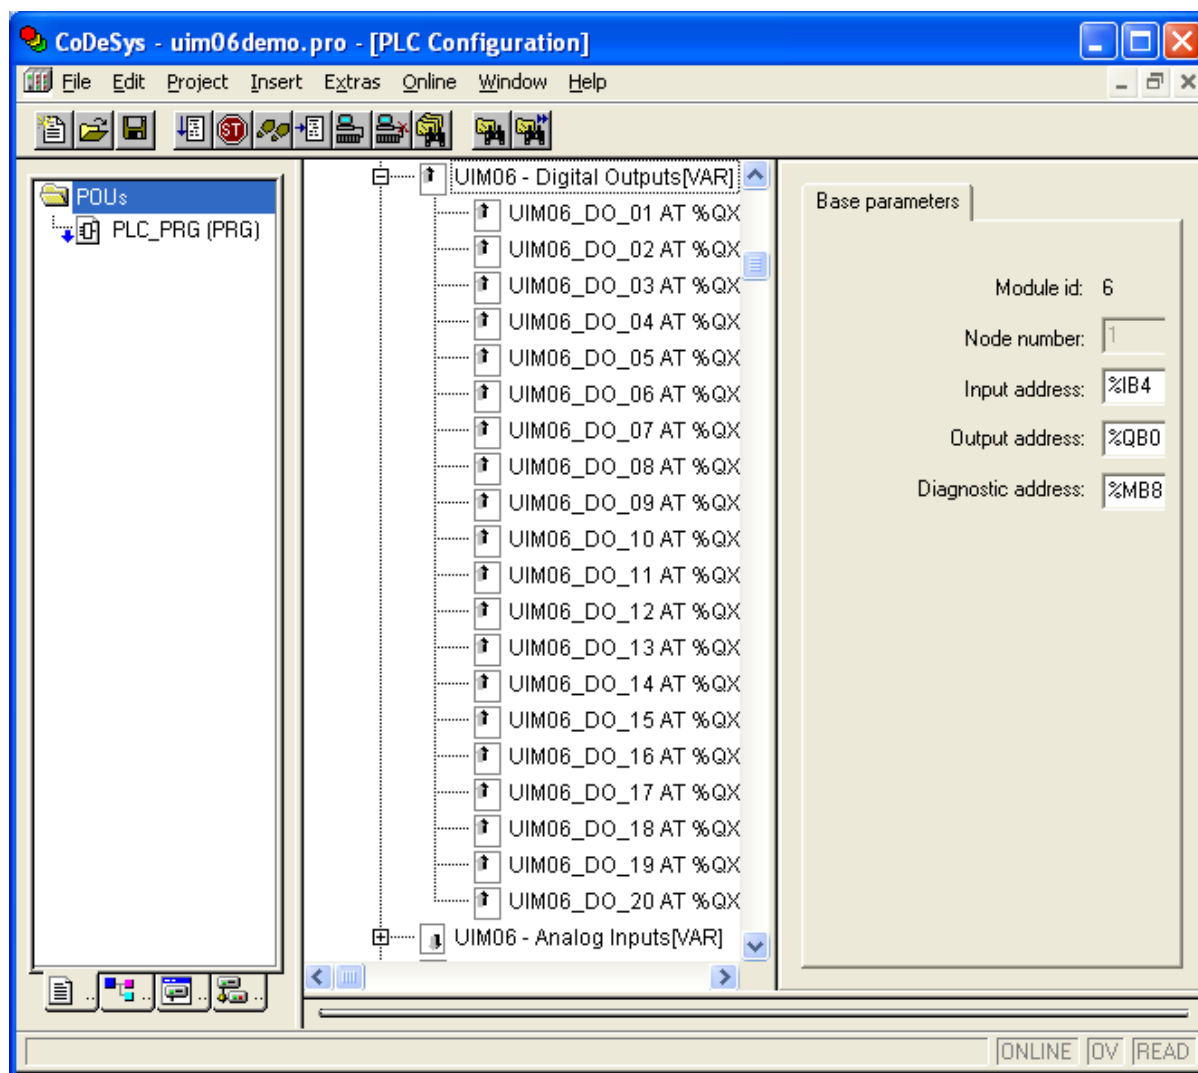 CoDeSys - uim06demo.pro - [PLC Configuration]
File Edit Project Insert Extras Online Window Help
POUs
PLC_PRG (PRG)
UIM06 - Digital Outputs[VAR]
UIM06_DO_01 AT %QX
UIM06_DO_02 AT %QX
UIM06_DO_03 AT %QX
UIM06_DO_04 AT %QX
UIM06_DO_05 AT %QX
UIM06_DO_06 AT %QX
UIM06_DO_07 AT %QX
UIM06_DO_08 AT %QX
UIM06_DO_09 AT %QX
UIM06_DO_10 AT %QX
UIM06_DO_11 AT %QX
UIM06_DO_12 AT %QX
UIM06_DO_13 AT %QX
UIM06_DO_14 AT %QX
UIM06_DO_15 AT %QX
UIM06_DO_16 AT %QX
UIM06_DO_17 AT %QX
UIM06_DO_18 AT %QX
UIM06_DO_19 AT %QX
UIM06_DO_20 AT %QX
UIM06 - Analog Inputs[VAR]
Base parameters
Module id: 6
Node number: 1
Input address: %IB4
Output address: %QB0
Diagnostic address: %MB8
.. .. .. ..
ONLINE OV READ